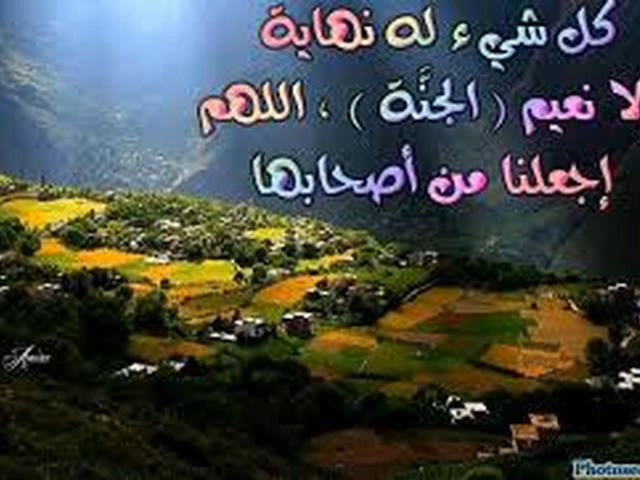 كل شيء له نهاية
لا نعيم ( الجنَّة ) ، اللهم
إجعلنا من أصحابها